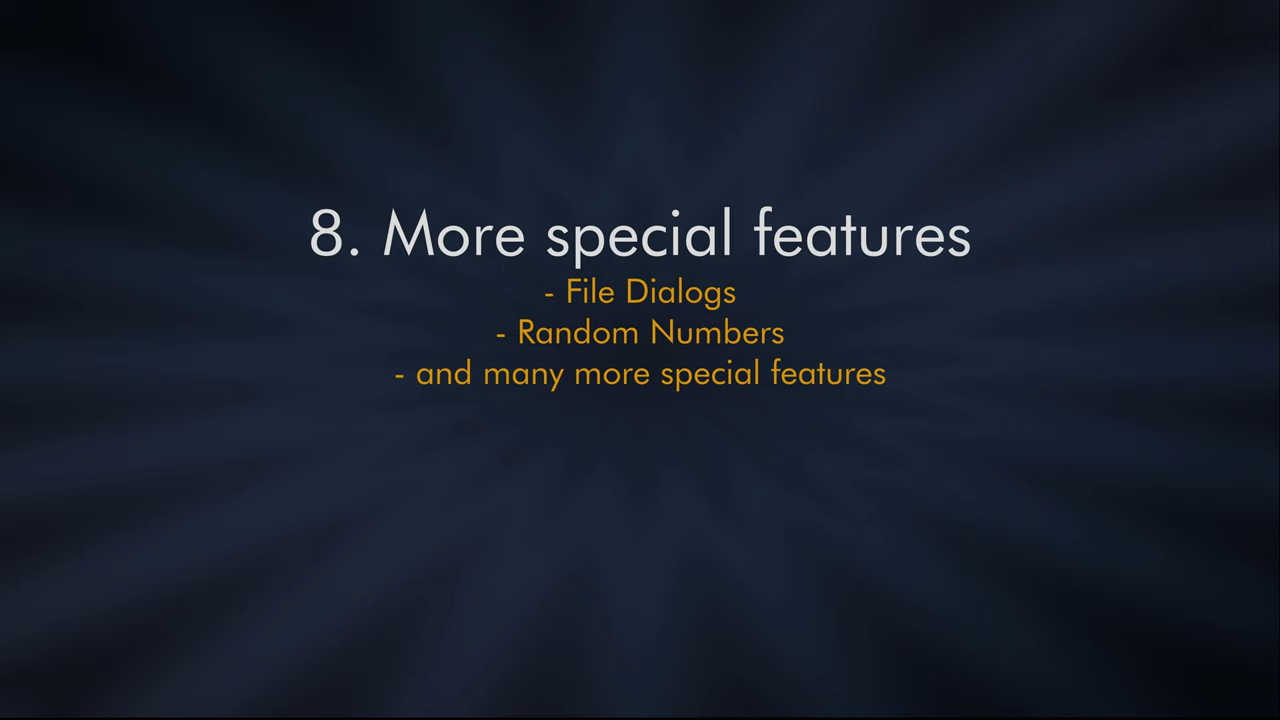 8. More special features
- File Dialogs
- Random Numbers
- and many more special features